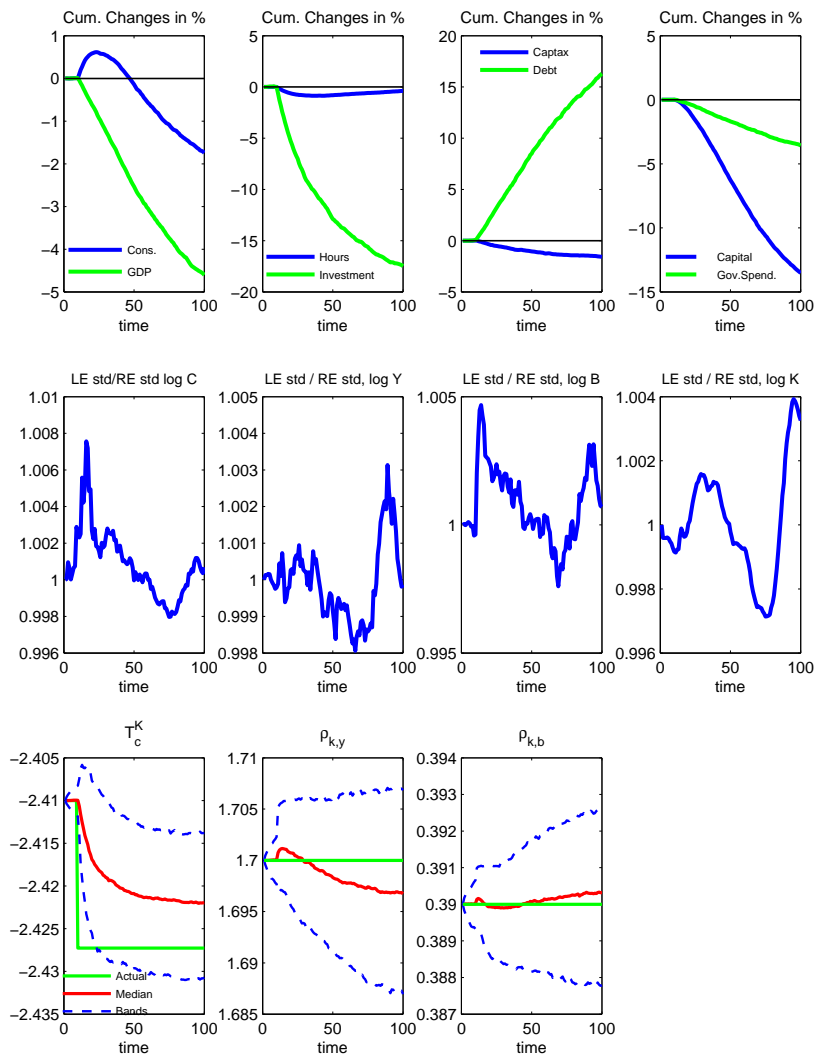 Cum. Changes in %
1
0
−1
−2
−3
−4
−5
Cons.
GDP
0 50 100
time
Cum. Changes in %
5
0
−5
−10
−15
−20
Hours
Investment
0 50 100
time
Cum. Changes in %
20
15
10
5
0
−5
Captax
Debt
0 50 100
time
Cum. Changes in %
5
0
−5
−10
−15
Capital
Gov.Spend.
0 50 100
time
LE std/RE std log C
1.01
1.008
1.006
1.004
1.002
1
0.998
0.996
0 50 100
time
LE std / RE std, log Y
1.005
1.004
1.003
1.002
1.001
1
0.999
0.998
0 50 100
time
LE std / RE std, log B
1.005
1
0.995
0 50 100
time
LE std / RE std, log K
1.004
1.002
1
0.998
0.996
0 50 100
time
T_c^K
−2.405
−2.41
−2.415
−2.42
−2.425
−2.43
−2.435
Actual
Median
Bands
0 50 100
time
ρ_{k,y}
1.71
1.705
1.7
1.695
1.69
1.685
0 50 100
time
ρ_{k,b}
0.394
0.393
0.392
0.391
0.39
0.389
0.388
0.387
0 50 100
time